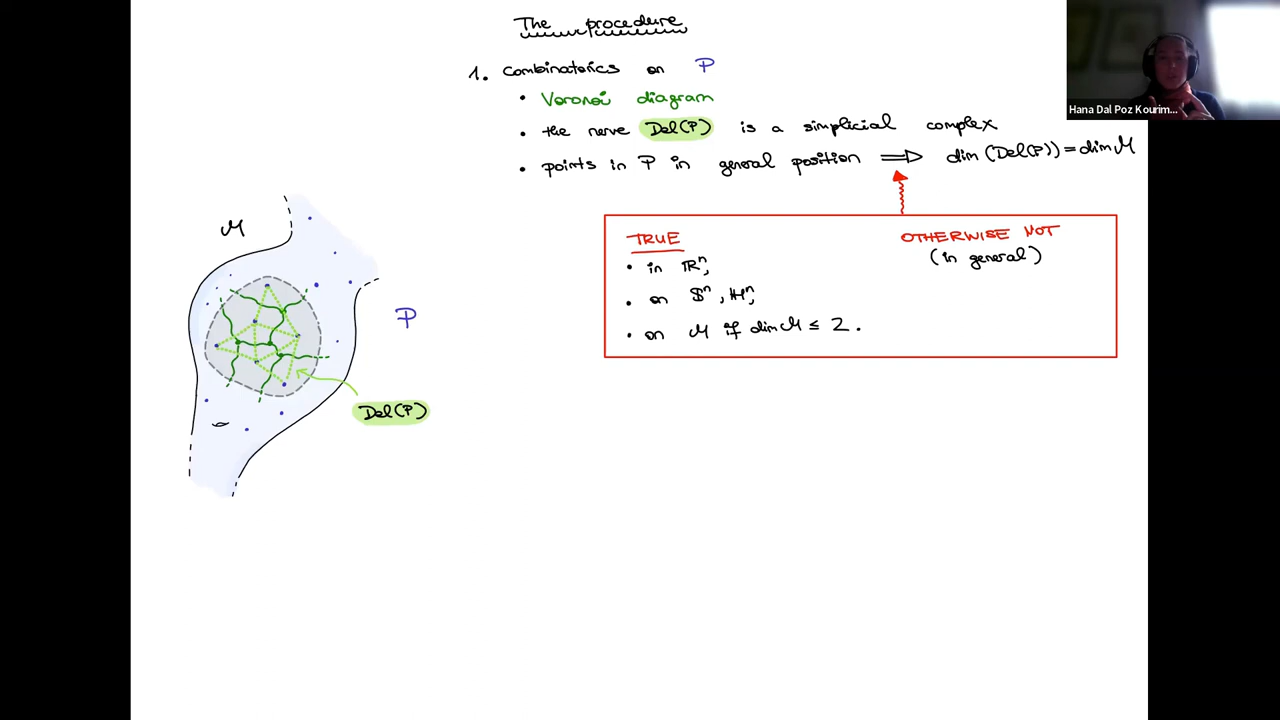 The procedure
1. Combinatorics on P
• Voronoi diagram
• the nerve Del(P) is a simplicial complex
• points in P in general position ⟹ dim (Del(P)) = dim M
TRUE
• in ℝⁿ,
• on 𝕊ⁿ, ℍⁿ,
• on M if dim M ≤ 2.
OTHERWISE NOT
(in general)
M
P
Del(P)
Hana Dal Poz Kourim...